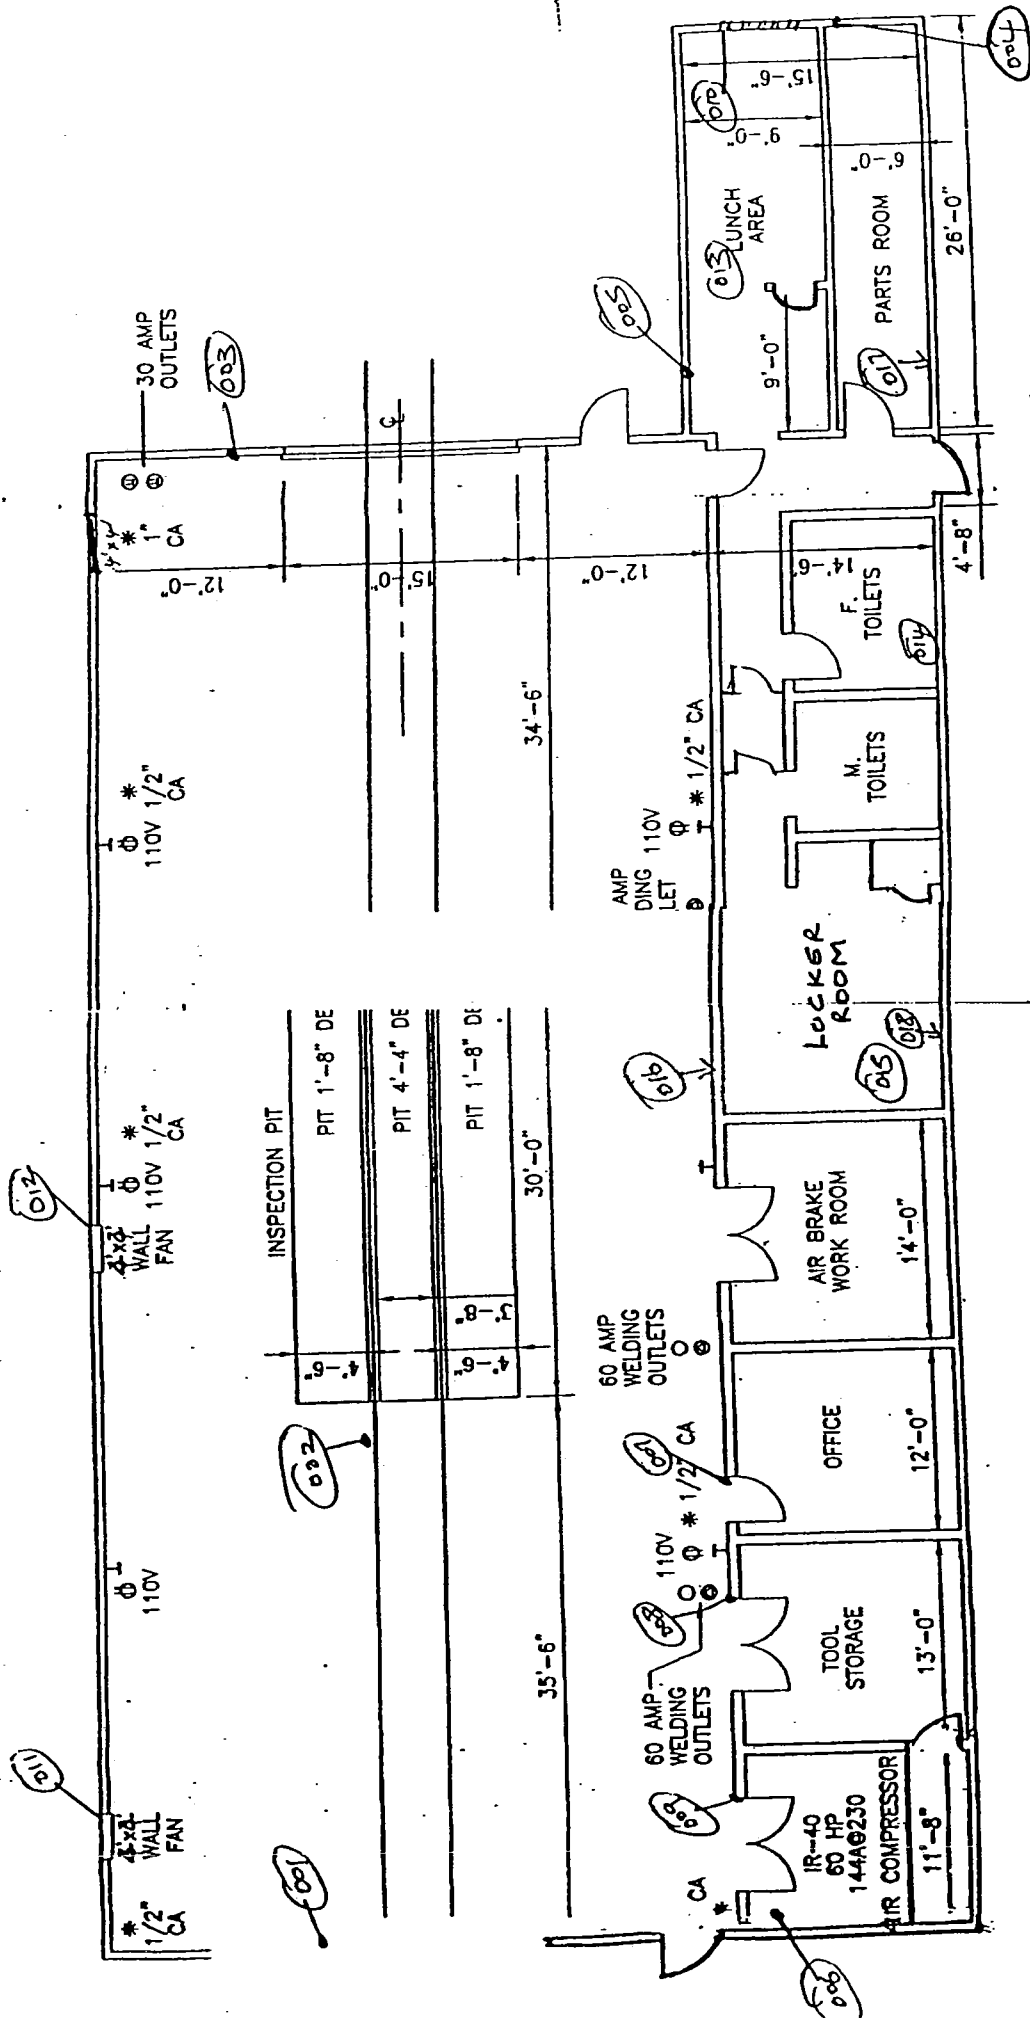 004
15'-6"
010
9'-0"
6'-0"
013
LUNCH
AREA
PARTS ROOM
26'-0"
005
9'-0"
017
30 AMP
OUTLETS
003
℄
4'x4'
* 1"
CA
12'-0"
15'-0"
12'-0"
14'-6"
4'-8"
F.
TOILETS
014
34'-6"
* 1/2" CA
110V
AMP
DING
LET
M.
TOILETS
* 1/2"
CA
110V
LOCKER
ROOM
018
015
016
INSPECTION PIT
PIT 1'-8" DE
PIT 4'-4" DE
PIT 1'-8" DE
30'-0"
* 1/2"
CA
110V
012
WALL
FAN
3'-8"
4'-6"
4'-6"
AIR BRAKE
WORK ROOM
14'-0"
60 AMP
WELDING
OUTLETS
002
007
* 1/2" CA
110V
OFFICE
12'-0"
110V
008
60 AMP
WELDING
OUTLETS
35'-6"
TOOL
STORAGE
13'-0"
011
WALL
FAN
* 1/2"
CA
001
009
CA
*
IR-40
60 HP
144A0230
AIR COMPRESSOR
11'-8"
006